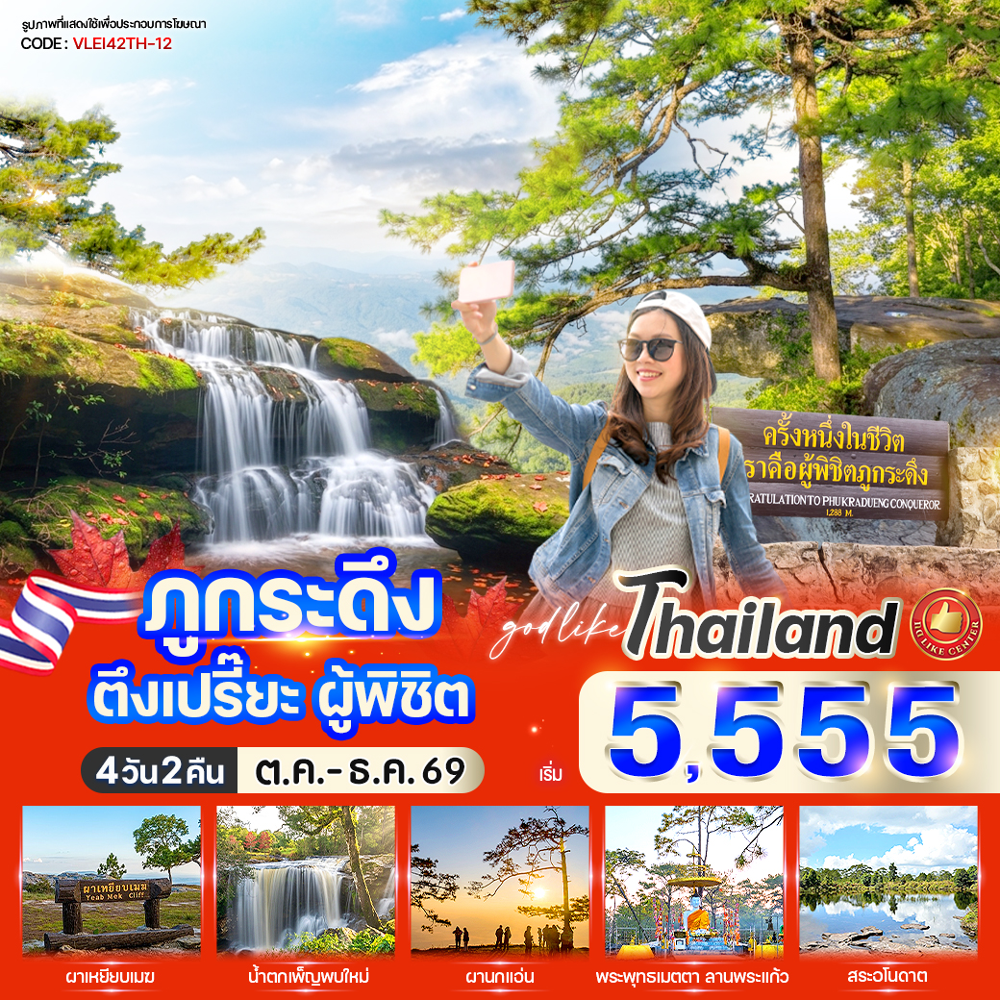 รูปภาพที่แสดงใช้เพื่อประกอบการโฆษณา
CODE : VLEI42TH-12
ครั้งหนึ่งในชีวิต
ราคือผู้พิชิตภูกระดึง
RATULATION TO PHUKRADUENG CONQUEROR
1,288 M.
ภูกระดึง
godlike Thailand
GG LIKE CENTER
ตึงเปรี๊ยะ ผู้พิชิต
4วัน2คืน ต.ค.-ธ.ค. 69
เริ่ม 5,555
ผาเหยียบเมฆ
Yeab Mek Cliff
ผาเหยียบเมฆ
น้ำตกเพ็ญพบใหม่
ผานกแอ่น
พระพุทธเมตตา ลานพระแก้ว
สระอโนดาต